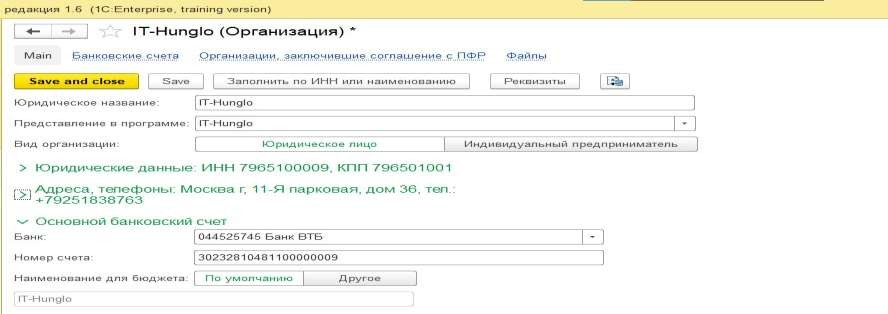 редакция 1.6 (1C:Enterprise, training version)
IT-Hunglo (Организация) *
Main Банковские счета Организации, заключившие соглашение с ПФР Файлы
Save and close Save Заполнить по ИНН или наименованию Реквизиты
Юридическое название: IT-Hunglo
Представление в программе: IT-Hunglo
Вид организации: Юридическое лицо Индивидуальный предприниматель
Юридические данные: ИНН 7965100009, КПП 796501001
Адреса, телефоны: Москва г, 11-Я парковая, дом 36, тел.:
+79251838763
Основной банковский счет
Банк: 044525745 Банк ВТБ
Номер счета: 30232810481100000009
Наименование для бюджета: По умолчанию Другое
IT-Hunglo